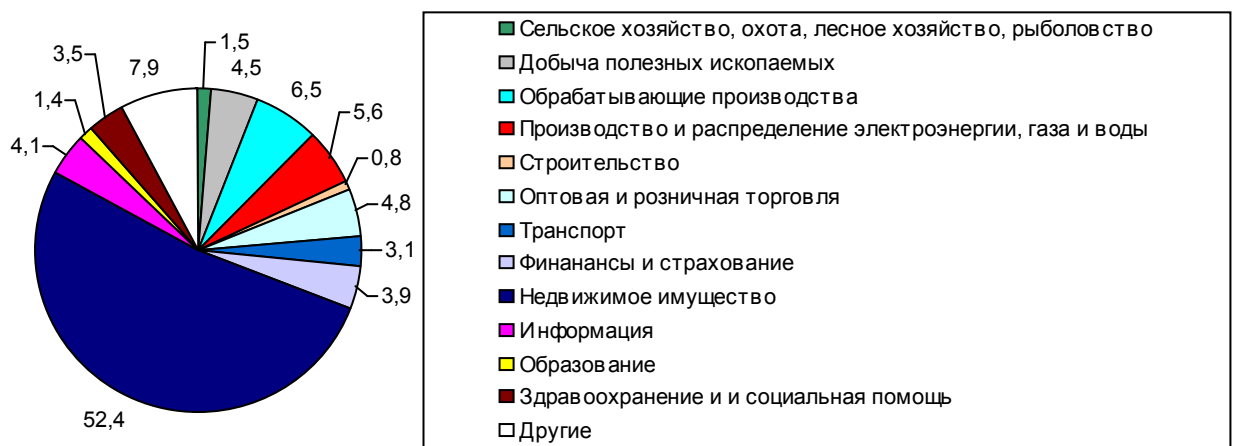 1,5
4,5
6,5
5,6
0,8
4,8
3,1
3,9
52,4
4,1
1,4
3,5
7,9
Сельское хозяйство, охота, лесное хозяйство, рыболовство
Добыча полезных ископаемых
Обрабатывающие производства
Производство и распределение электроэнергии, газа и воды
Строительство
Оптовая и розничная торговля
Транспорт
Финанансы и страхование
Недвижимое имущество
Информация
Образование
Здравоохранение и и социальная помощь
Другие